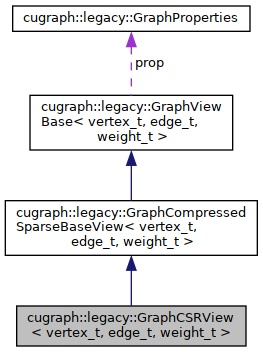 cugraph::legacy::GraphProperties
prop
cugraph::legacy::GraphView
Base< vertex_t, edge_t,
weight_t >
cugraph::legacy::GraphCompressed
SparseBaseView< vertex_t,
edge_t, weight_t >
cugraph::legacy::GraphCSRView
< vertex_t, edge_t, weight_t >